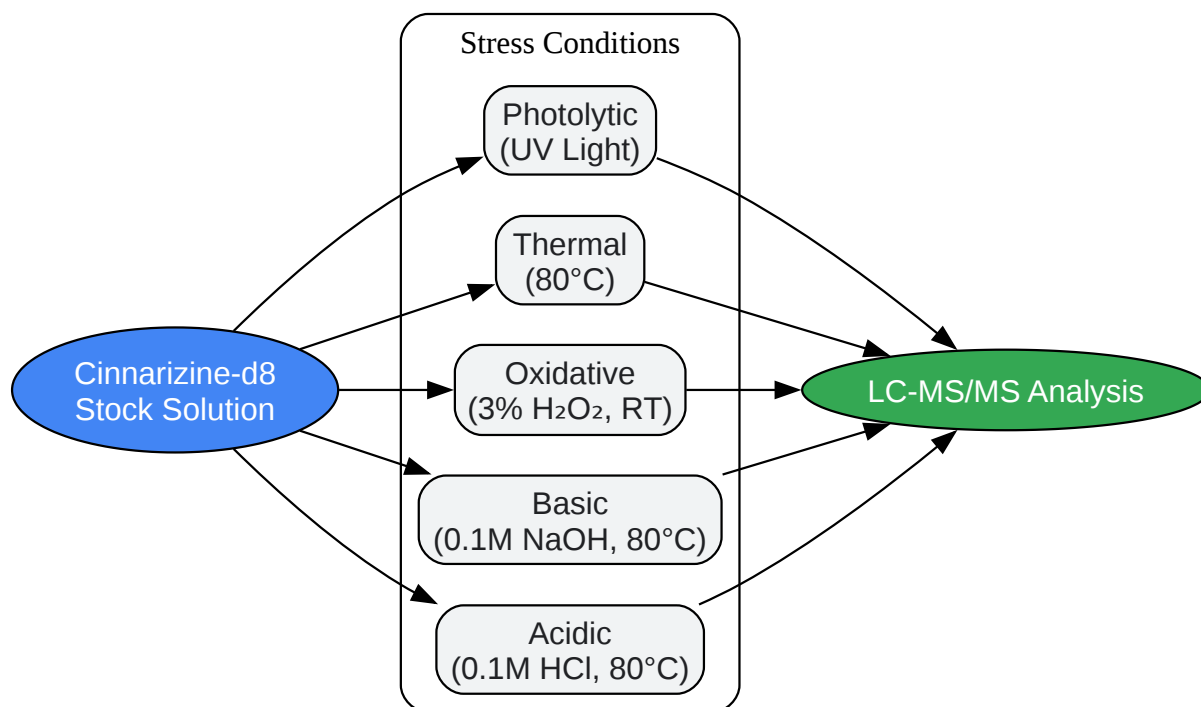 Stress Conditions
Photolytic
(UV Light)
Thermal
(80°C)
Cinnarizine-d8
Stock Solution
Oxidative
(3% H₂O₂, RT)
LC-MS/MS Analysis
Basic
(0.1M NaOH, 80°C)
Acidic
(0.1M HCl, 80°C)